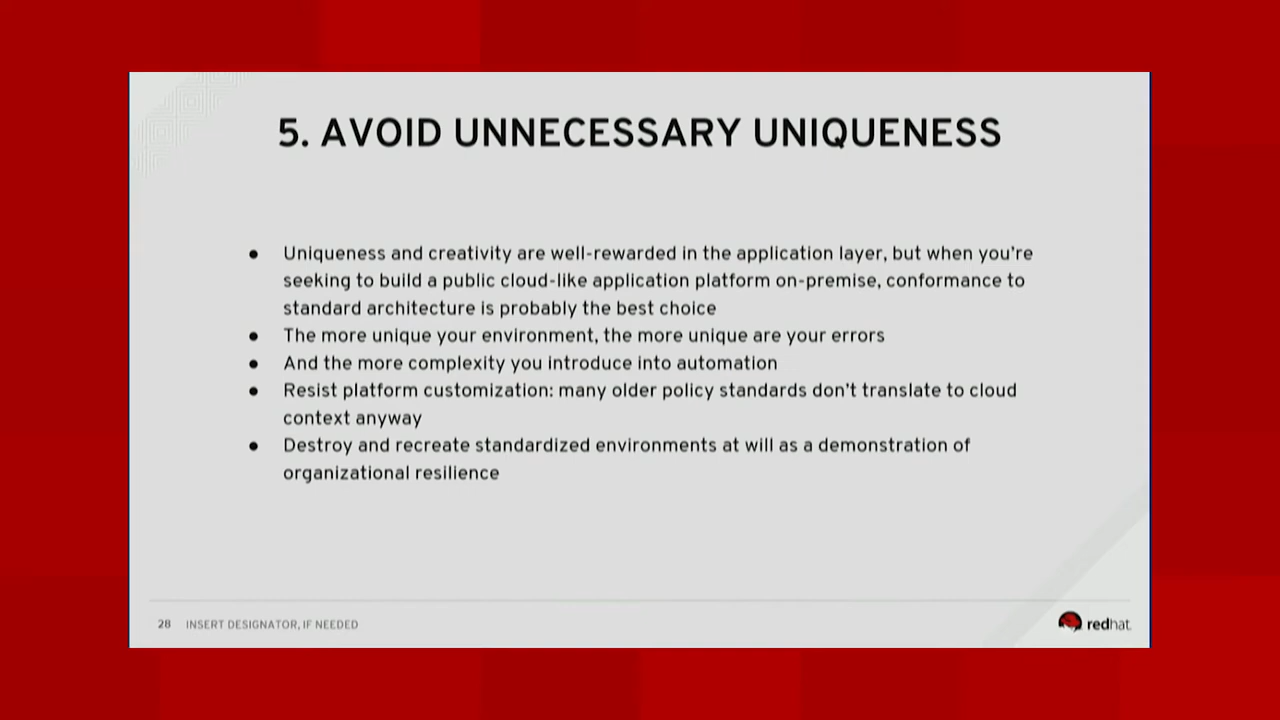 5. AVOID UNNECESSARY UNIQUENESS
● Uniqueness and creativity are well-rewarded in the application layer, but when you're
seeking to build a public cloud-like application platform on-premise, conformance to
standard architecture is probably the best choice
● The more unique your environment, the more unique are your errors
● And the more complexity you introduce into automation
● Resist platform customization: many older policy standards don't translate to cloud
context anyway
● Destroy and recreate standardized environments at will as a demonstration of
organizational resilience
28 INSERT DESIGNATOR, IF NEEDED
redhat.